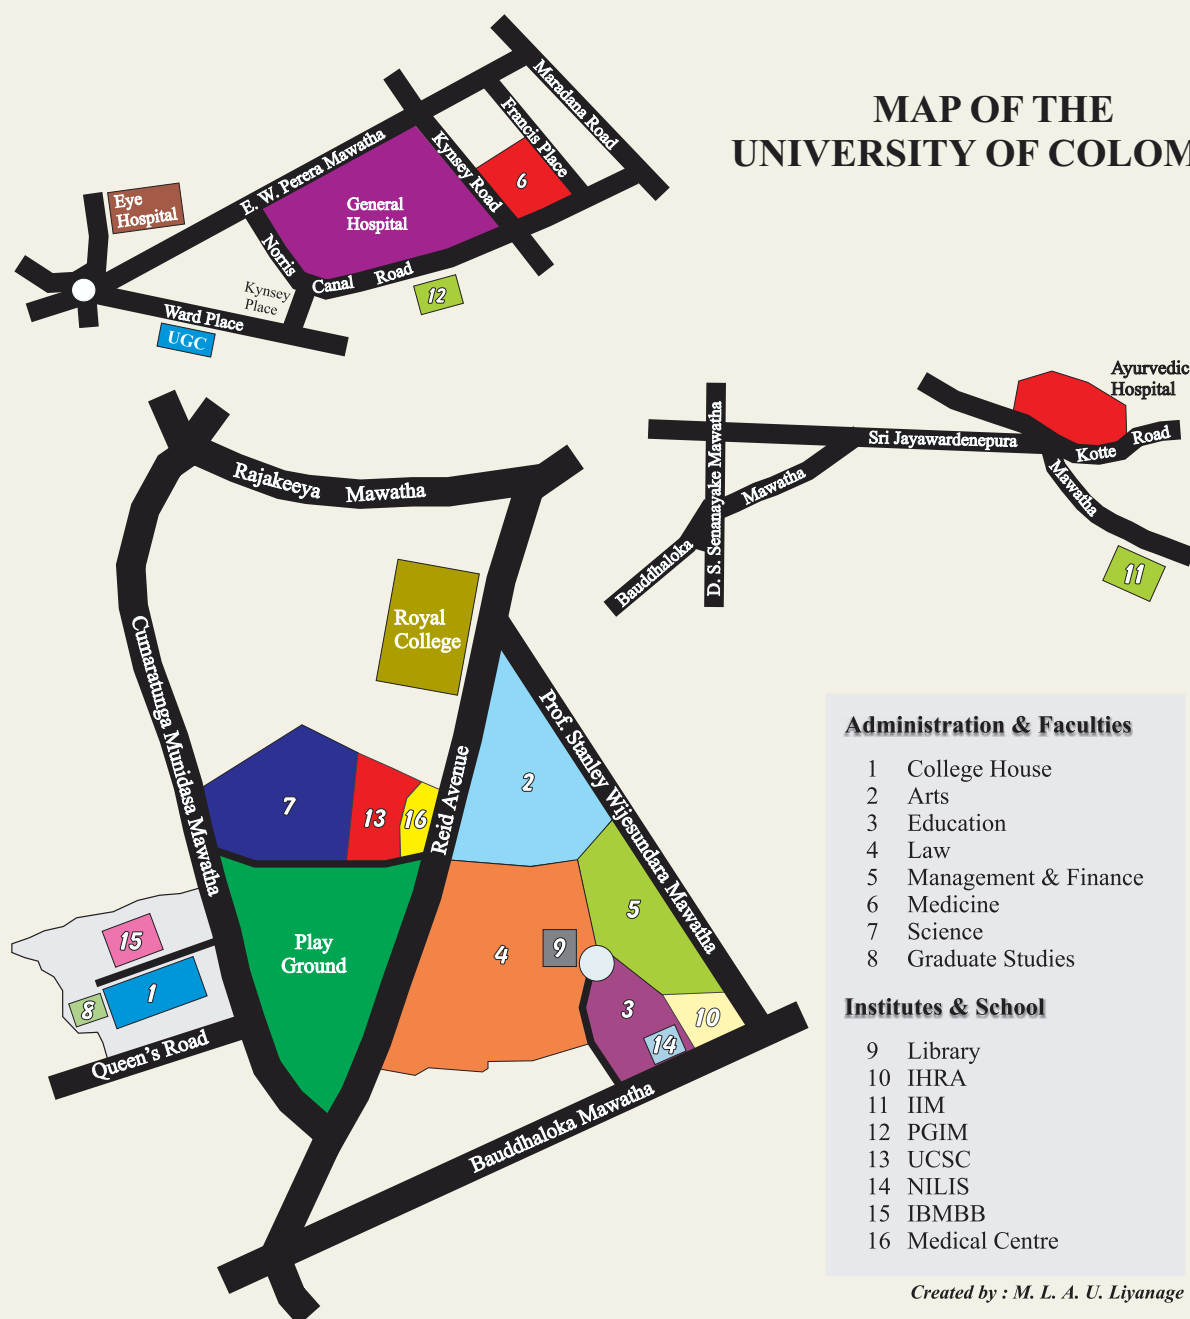 MAP OF THE
UNIVERSITY OF COLOM
Maradana Road
Francis Place
Kynsey Road
6
E. W. Perera Mawatha
General
Hospital
Eye
Hospital
Norris
Canal Road
Kynsey
Place
12
Ward Place
UGC
Ayurvedic
Hospital
Sri Jayawardenepura
Kotte
Road
Mawatha
D. S. Senanayake Mawatha
Bauddhaloka
Mawatha
11
Rajakeeya Mawatha
Royal
College
Cumaratunga Munidasa Mawatha
Prof. Stanley Wijesundara Mawatha
Reid Avenue
2
7
13
16
Play
Ground
4
9
5
3
10
14
15
1
8
Queen's Road
Bauddhaloka Mawatha
Administration & Faculties
1 College House
2 Arts
3 Education
4 Law
5 Management & Finance
6 Medicine
7 Science
8 Graduate Studies
Institutes & School
9 Library
10 IHRA
11 IIM
12 PGIM
13 UCSC
14 NILIS
15 IBMBB
16 Medical Centre
Created by : M. L. A. U. Liyanage